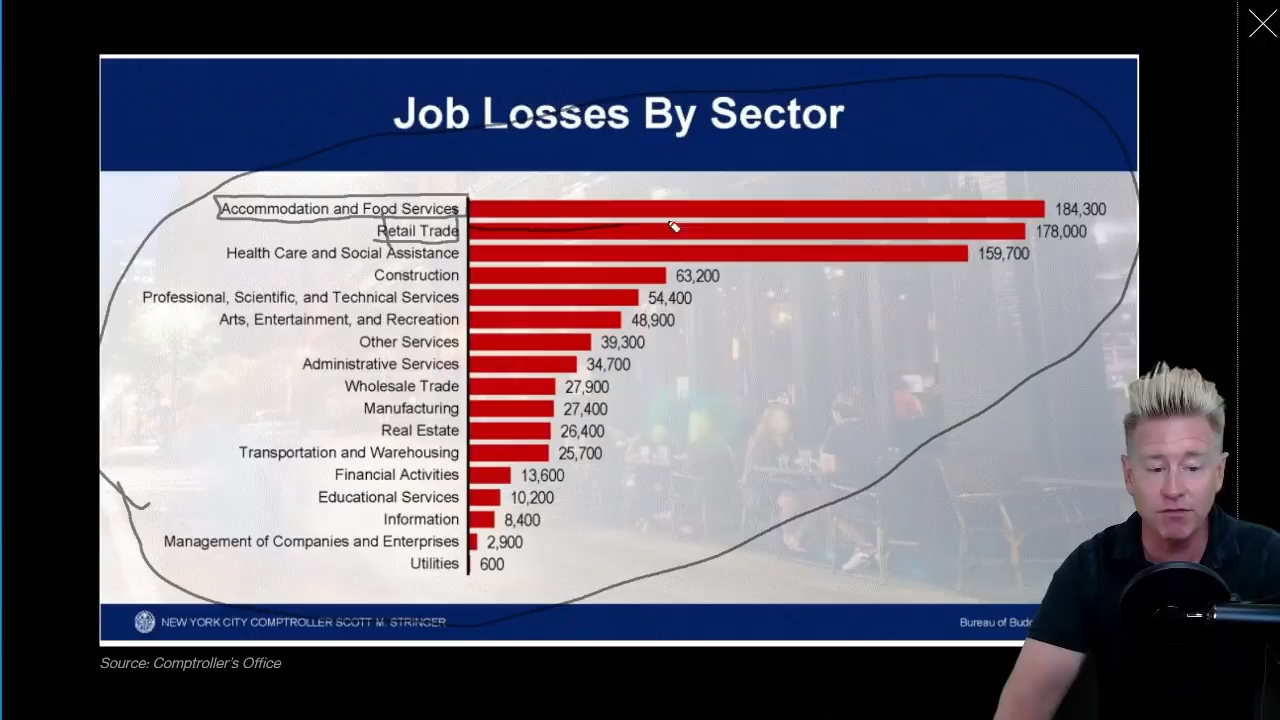 Job Losses By Sector
Accommodation and Food Services 184,300
Retail Trade 178,000
Health Care and Social Assistance 159,700
Construction 63,200
Professional, Scientific, and Technical Services 54,400
Arts, Entertainment, and Recreation 48,900
Other Services 39,300
Administrative Services 34,700
Wholesale Trade 27,900
Manufacturing 27,400
Real Estate 26,400
Transportation and Warehousing 25,700
Financial Activities 13,600
Educational Services 10,200
Information 8,400
Management of Companies and Enterprises 2,900
Utilities 600
NEW YORK CITY COMPTROLLER SCOTT M. STRINGER Bureau of
Source: Comptroller's Office